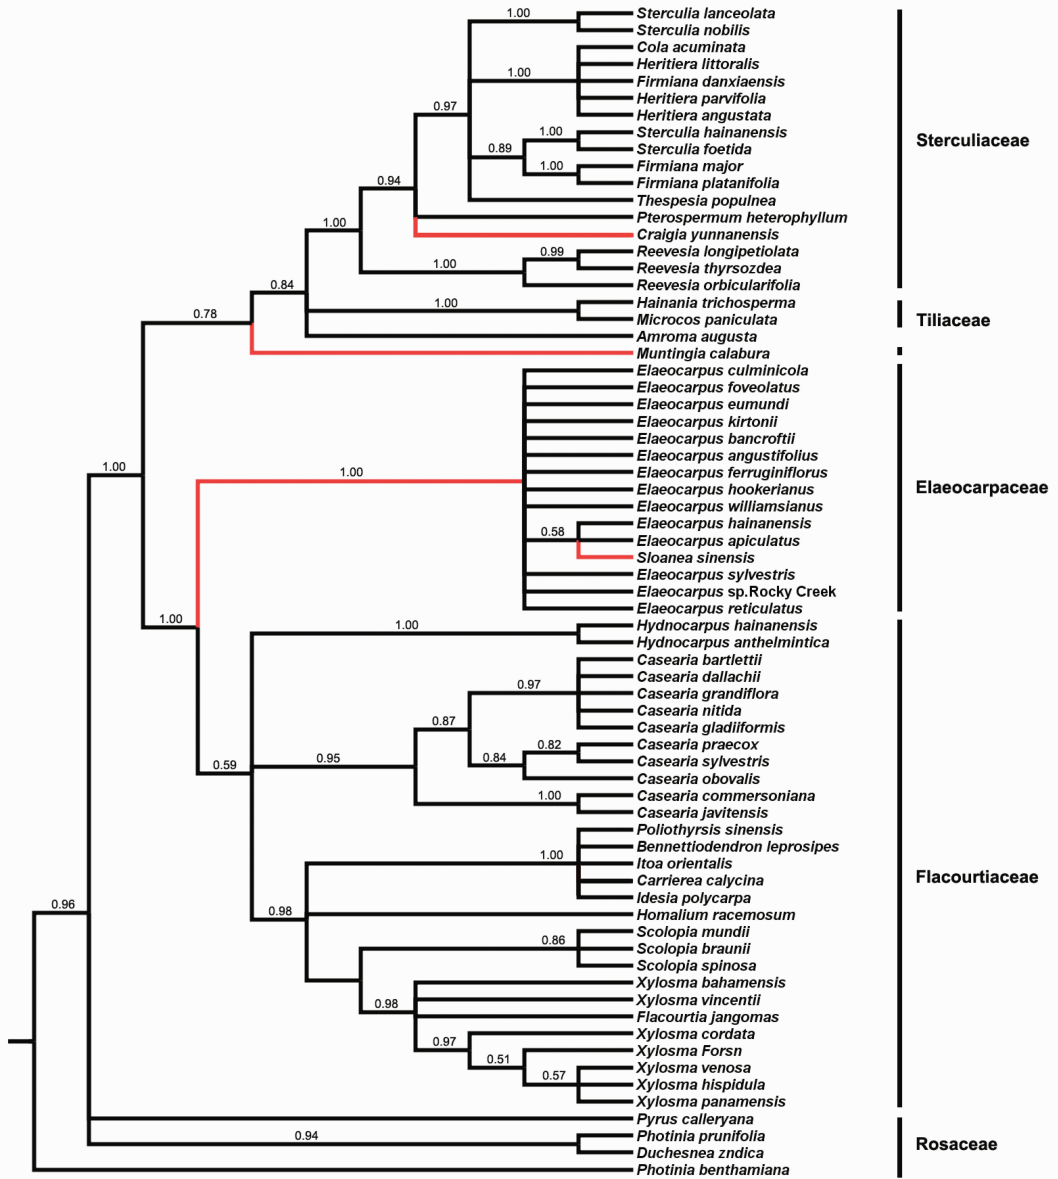 1.00
Sterculia lanceolata
Sterculia nobilis
Cola acuminata
1.00
Heritiera littoralis
Firmiana danxiaensis
0.97
Heritiera parvifolia
Heritiera angustata
1.00
Sterculia hainanensis
Sterculiaceae
0.89
Sterculia foetida
1.00
Firmiana major
0.94
Firmiana platanifolia
Thespesia populnea
1.00
Pterospermum heterophyllum
Craigia yunnanensis
0.99
Reevesia longipetiolata
1.00
Reevesia thyrsozdea
0.84
Reevesia orbicularifolia
1.00
Hainania trichosperma
0.78
Microcos paniculata
Tiliaceae
Amroma augusta
Muntingia calabura
Elaeocarpus culminicola
Elaeocarpus foveolatus
Elaeocarpus eumundi
Elaeocarpus kirtonii
Elaeocarpus bancroftii
Elaeocarpus angustifolius
1.00
1.00
Elaeocarpus ferruginiflorus
Elaeocarpus hookerianus
Elaeocarpaceae
Elaeocarpus williamsianus
Elaeocarpus hainanensis
0.58
Elaeocarpus apiculatus
Sloanea sinensis
Elaeocarpus sylvestris
Elaeocarpus sp.Rocky Creek
Elaeocarpus reticulatus
1.00
1.00
Hydnocarpus hainanensis
Hydnocarpus anthelmintica
Casearia bartlettii
Casearia dallachii
0.97
Casearia grandiflora
Casearia nitida
0.87
Casearia gladiiformis
0.82
Casearia praecox
0.59
0.95
0.84
Casearia sylvestris
Casearia obovalis
1.00
Casearia commersoniana
Casearia javitensis
Poliothyrsis sinensis
Bennettiodendron leprosipes
1.00
Itoa orientalis
Carrierea calycina
Flacourtiaceae
Idesia polycarpa
0.96
0.98
Homalium racemosum
Scolopia mundii
0.86
Scolopia braunii
Scolopia spinosa
Xylosma bahamensis
0.98
Xylosma vincentii
Flacourtia jangomas
Xylosma cordata
0.97
Xylosma Forsn
0.51
Xylosma venosa
0.57
Xylosma hispidula
Xylosma panamensis
Pyrus calleryana
0.94
Photinia prunifolia
Rosaceae
Duchesnea zndica
Photinia benthamiana